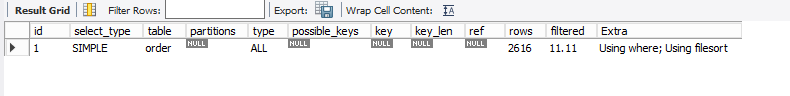 Result Grid Filter Rows: Export: Wrap Cell Content: IA
id select_type table partitions type possible_keys key key_len ref rows filtered Extra
1 SIMPLE order NULL ALL NULL NULL NULL NULL 2616 11.11 Using where; Using filesort